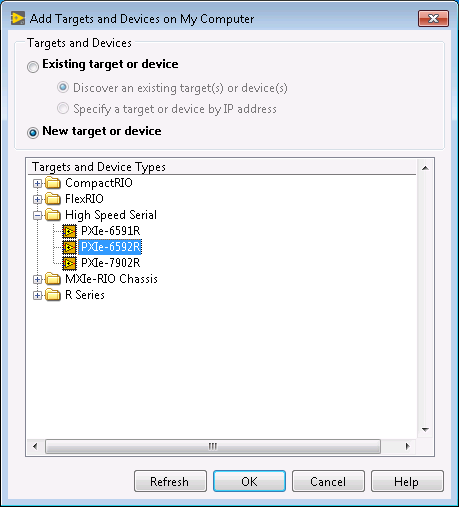 Add Targets and Devices on My Computer
Targets and Devices
Existing target or device
Discover an existing target(s) or device(s)
Specify a target or device by IP address
New target or device
Targets and Device Types
CompactRIO
FlexRIO
High Speed Serial
PXIe-6591R
PXIe-6592R
PXIe-7902R
MXIe-RIO Chassis
R Series
Refresh OK Cancel Help